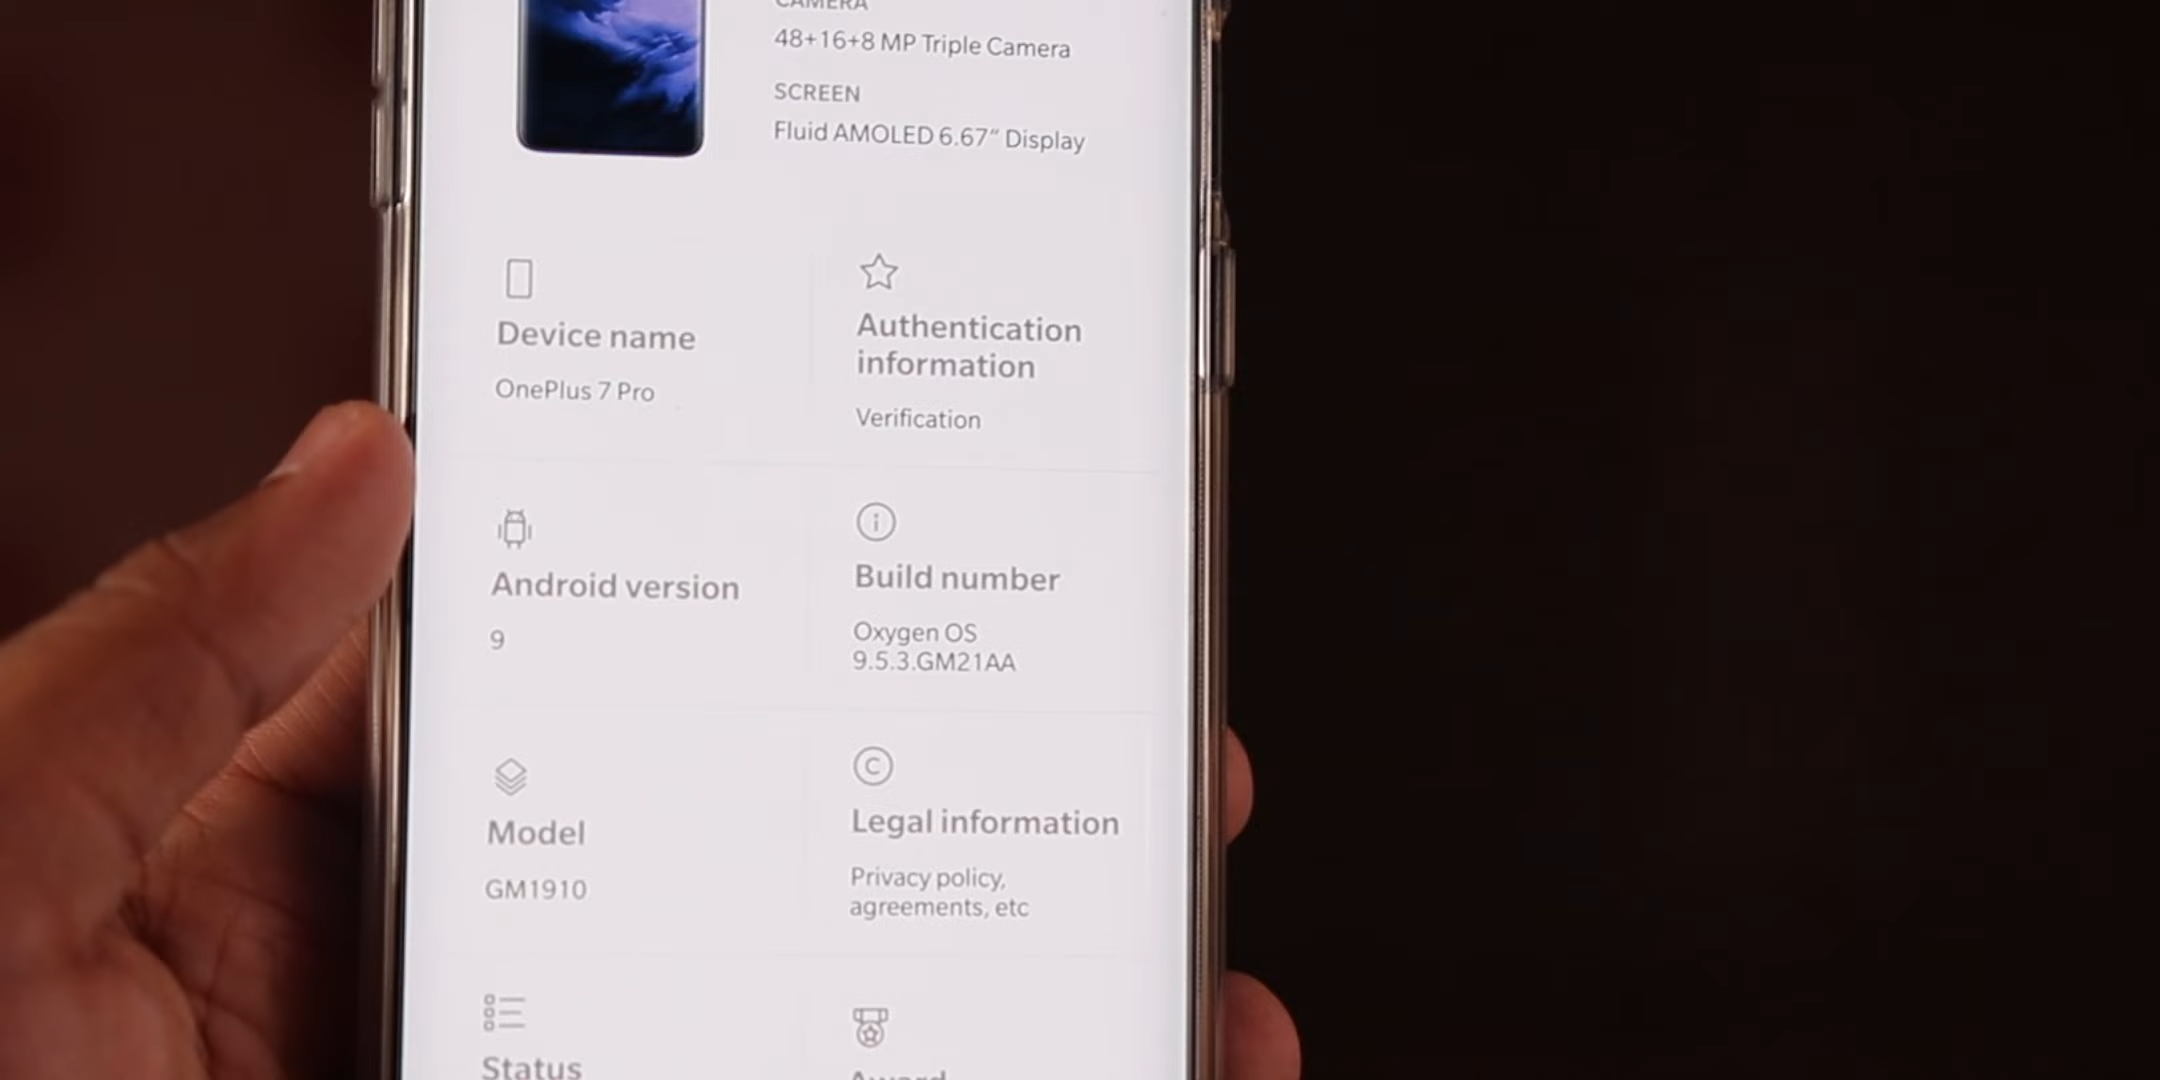 CAMERA
48+16+8 MP Triple Camera
SCREEN
Fluid AMOLED 6.67” Display
Device name
OnePlus 7 Pro
Authentication
information
Verification
Android version
9
Build number
Oxygen OS
9.5.3.GM21AA
Model
GM1910
Legal information
Privacy policy,
agreements, etc
Status
Award